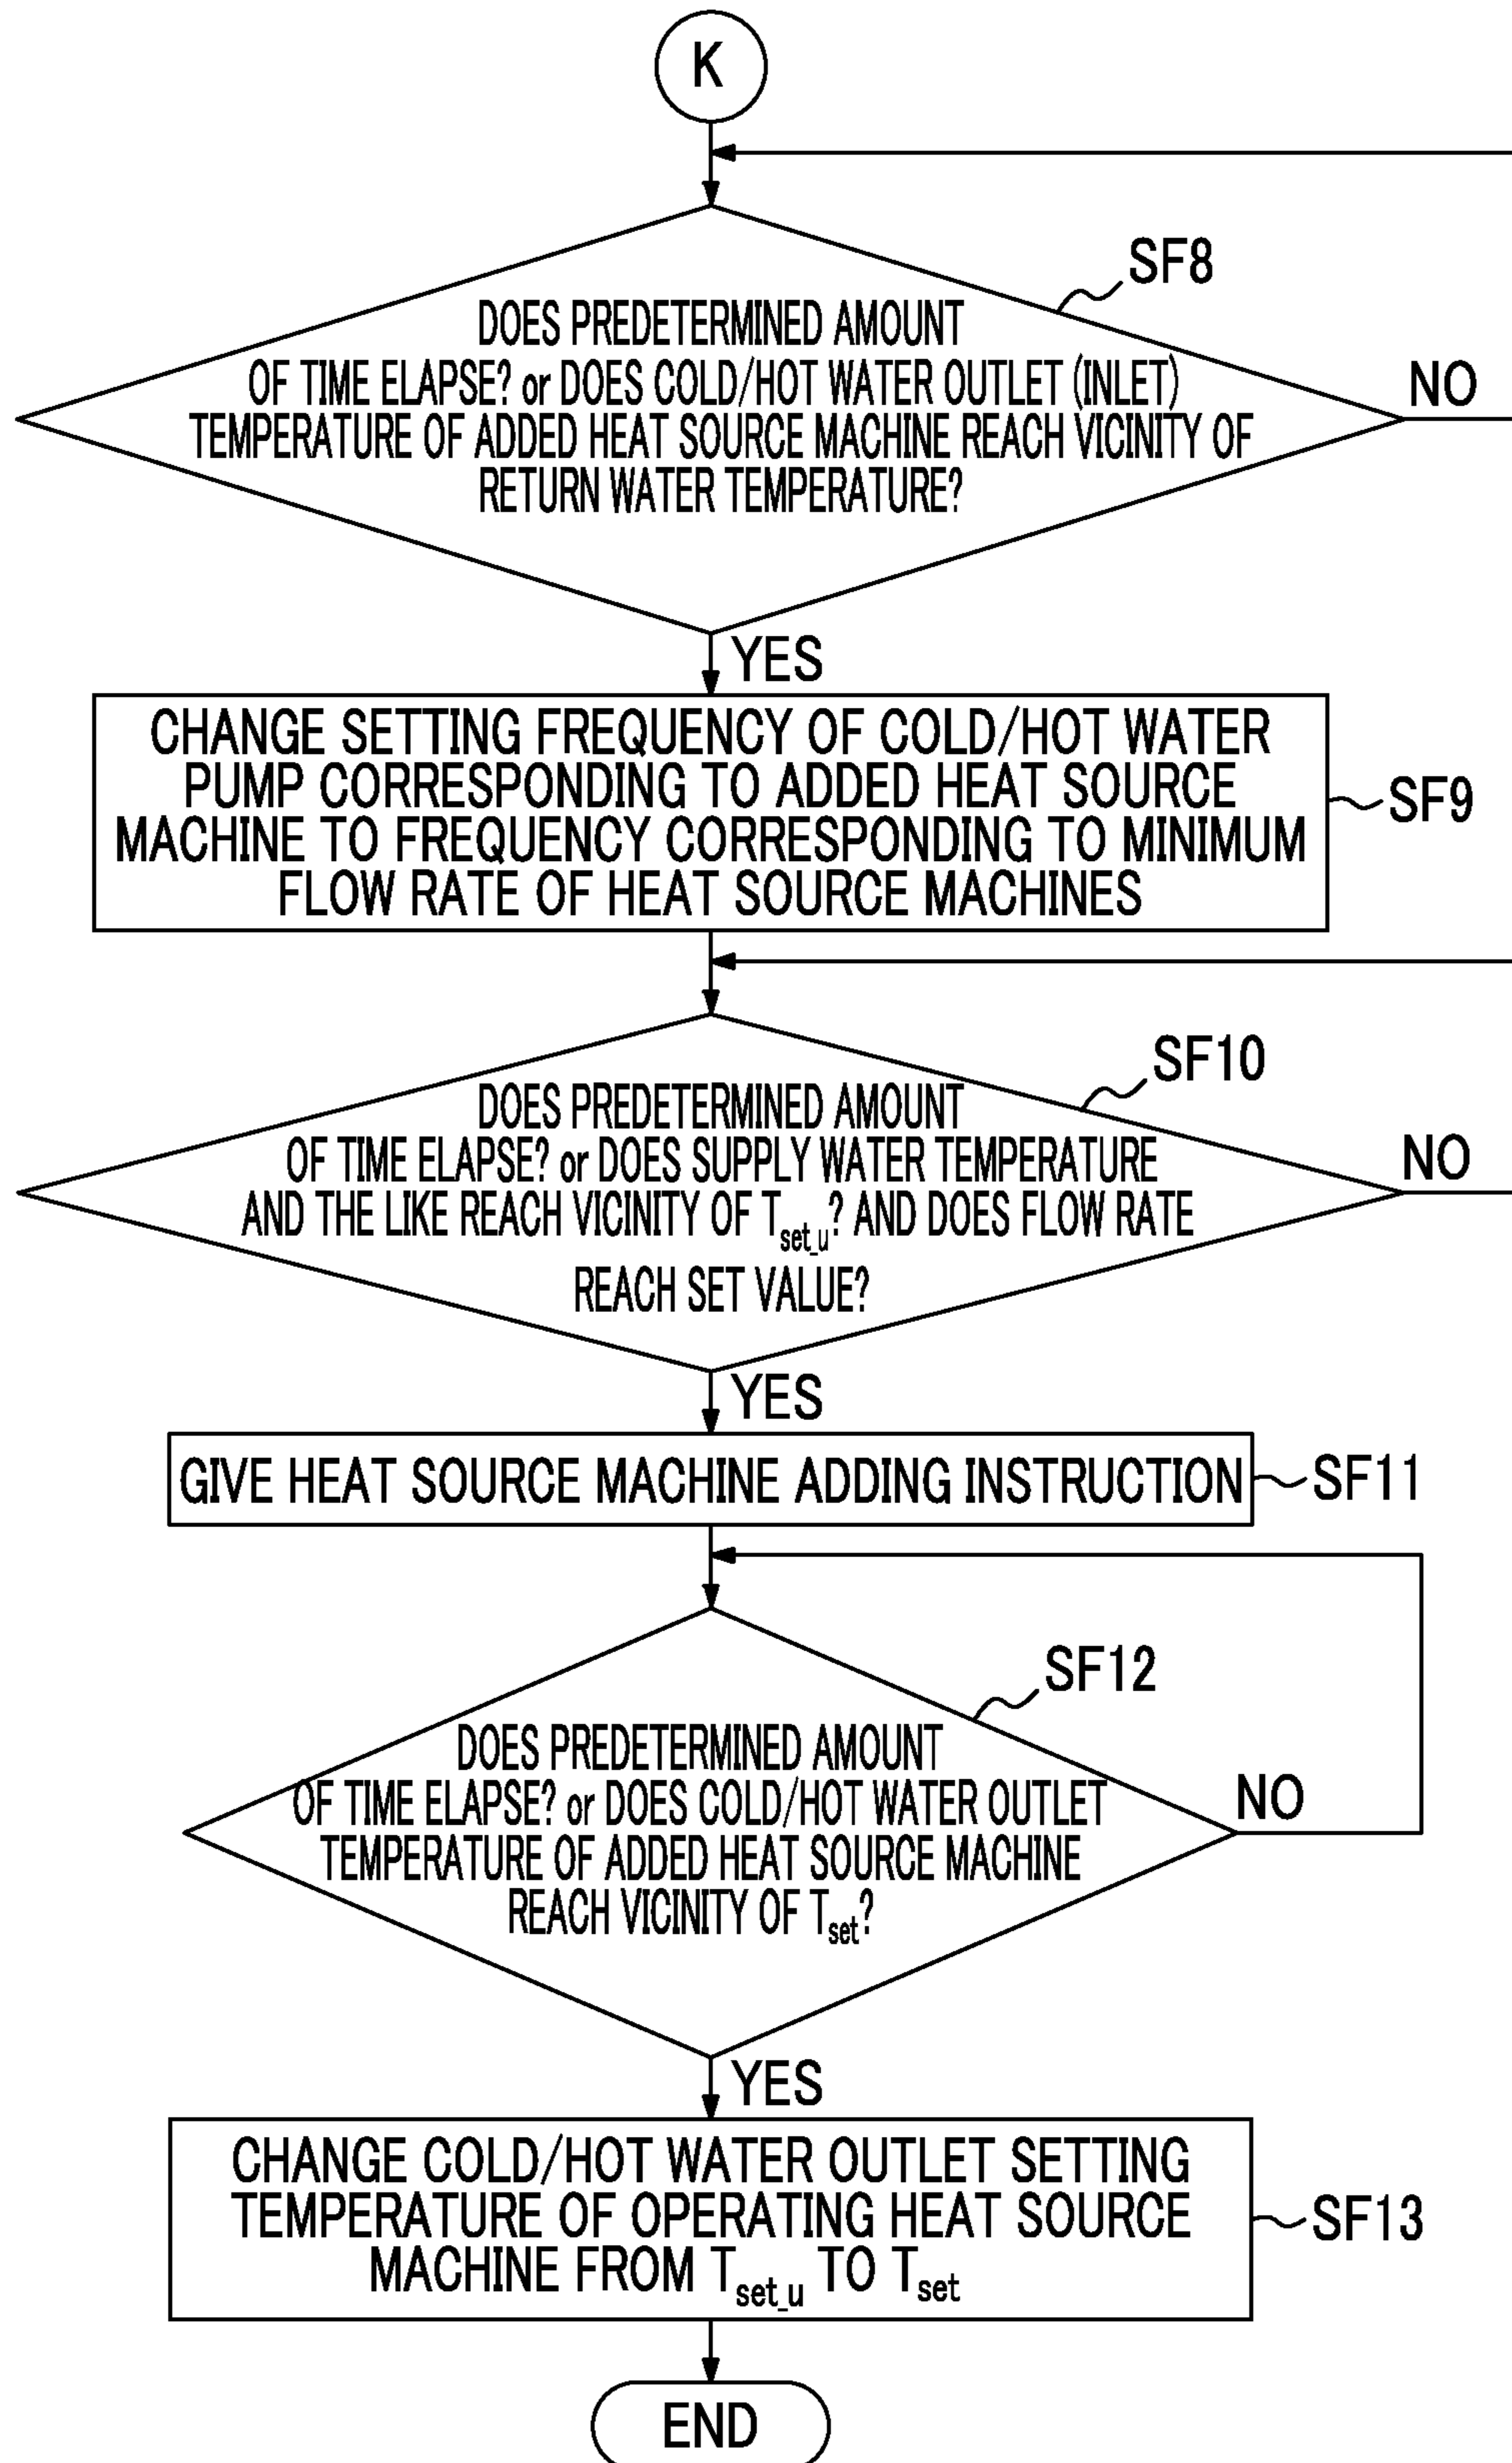 K
SF8
DOES PREDETERMINED AMOUNT
OF TIME ELAPSE? or DOES COLD/HOT WATER OUTLET (INLET)
TEMPERATURE OF ADDED HEAT SOURCE MACHINE REACH VICINITY OF
RETURN WATER TEMPERATURE?
NO
YES
CHANGE SETTING FREQUENCY OF COLD/HOT WATER
PUMP CORRESPONDING TO ADDED HEAT SOURCE
MACHINE TO FREQUENCY CORRESPONDING TO MINIMUM
FLOW RATE OF HEAT SOURCE MACHINES
SF9
SF10
DOES PREDETERMINED AMOUNT
OF TIME ELAPSE? or DOES SUPPLY WATER TEMPERATURE
AND THE LIKE REACH VICINITY OF Tset_u? AND DOES FLOW RATE
REACH SET VALUE?
NO
YES
GIVE HEAT SOURCE MACHINE ADDING INSTRUCTION
SF11
SF12
DOES PREDETERMINED AMOUNT
OF TIME ELAPSE? or DOES COLD/HOT WATER OUTLET
TEMPERATURE OF ADDED HEAT SOURCE MACHINE
REACH VICINITY OF Tset?
NO
YES
CHANGE COLD/HOT WATER OUTLET SETTING
TEMPERATURE OF OPERATING HEAT SOURCE
MACHINE FROM Tset_u TO Tset
SF13
END